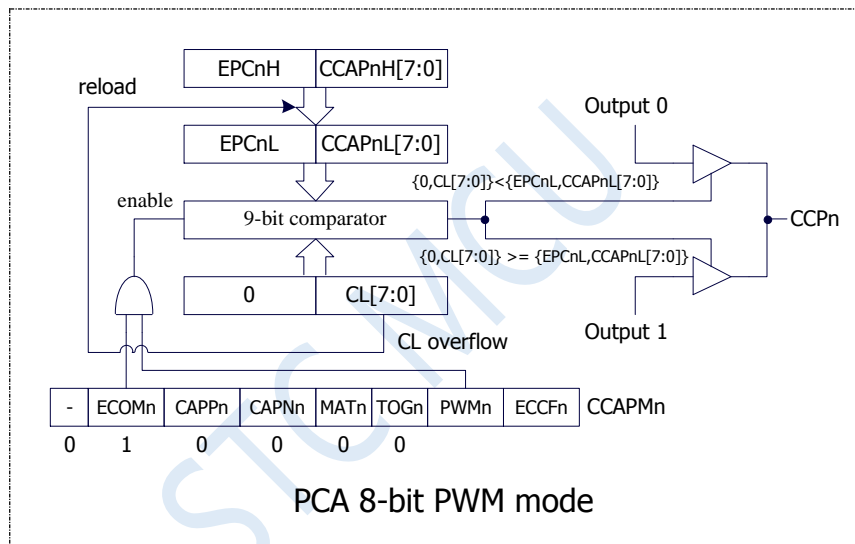 EPCnH CCAPnH[7:0]
reload
Output 0
EPCnL CCAPnL[7:0]
{0,CL[7:0]}<{EPCnL,CCAPnL[7:0]}
enable
9-bit comparator
CCPn
{0,CL[7:0]} >= {EPCnL,CCAPnL[7:0]}
0 CL[7:0]
Output 1
CL overflow
- ECOMn CAPPn CAPNn MATn TOGn PWMn ECCFn CCAPMn
0 1 0 0 0 0
PCA 8-bit PWM mode
STC MCU